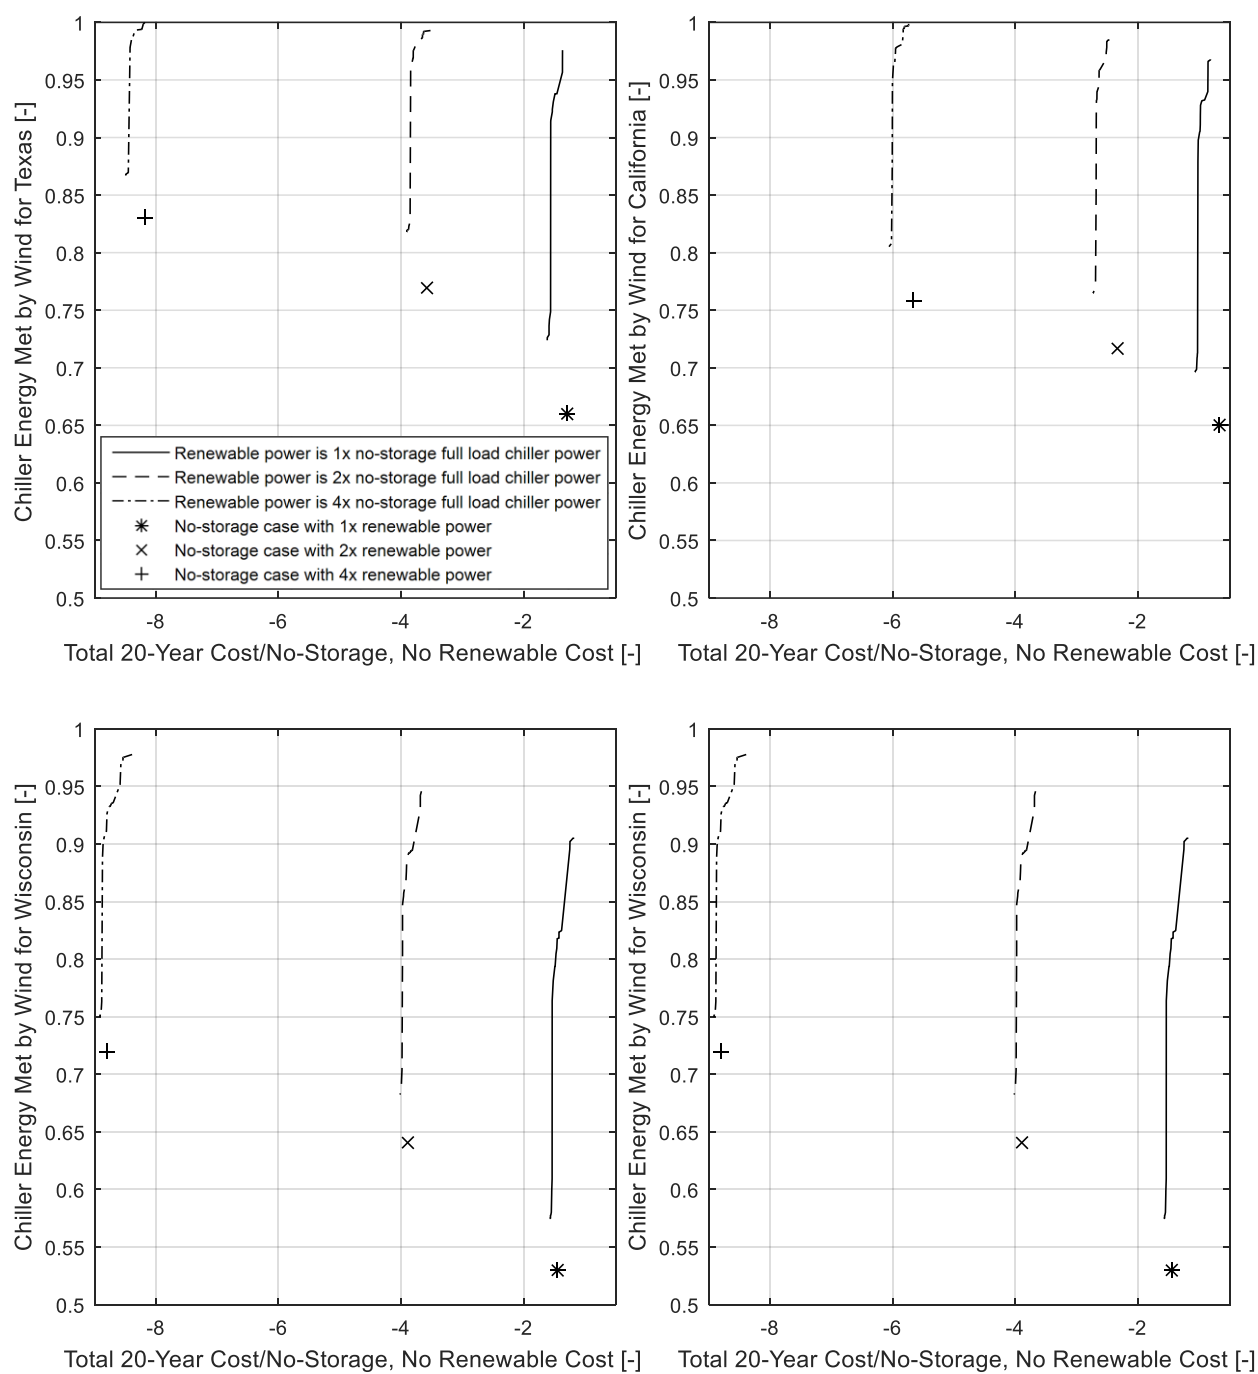 Chiller Energy Met by Wind for Texas [-]
1
0.95
0.9
0.85
0.8
0.75
0.7
0.65
0.6
0.55
0.5
Renewable power is 1x no-storage full load chiller power
Renewable power is 2x no-storage full load chiller power
Renewable power is 4x no-storage full load chiller power
No-storage case with 1x renewable power
No-storage case with 2x renewable power
No-storage case with 4x renewable power
-8 -6 -4 -2
Total 20-Year Cost/No-Storage, No Renewable Cost [-]
Chiller Energy Met by Wind for California [-]
1
0.95
0.9
0.85
0.8
0.75
0.7
0.65
0.6
0.55
0.5
-8 -6 -4 -2
Total 20-Year Cost/No-Storage, No Renewable Cost [-]
Chiller Energy Met by Wind for Wisconsin [-]
1
0.95
0.9
0.85
0.8
0.75
0.7
0.65
0.6
0.55
0.5
-8 -6 -4 -2
Total 20-Year Cost/No-Storage, No Renewable Cost [-]
Chiller Energy Met by Wind for Wisconsin [-]
1
0.95
0.9
0.85
0.8
0.75
0.7
0.65
0.6
0.55
0.5
-8 -6 -4 -2
Total 20-Year Cost/No-Storage, No Renewable Cost [-]